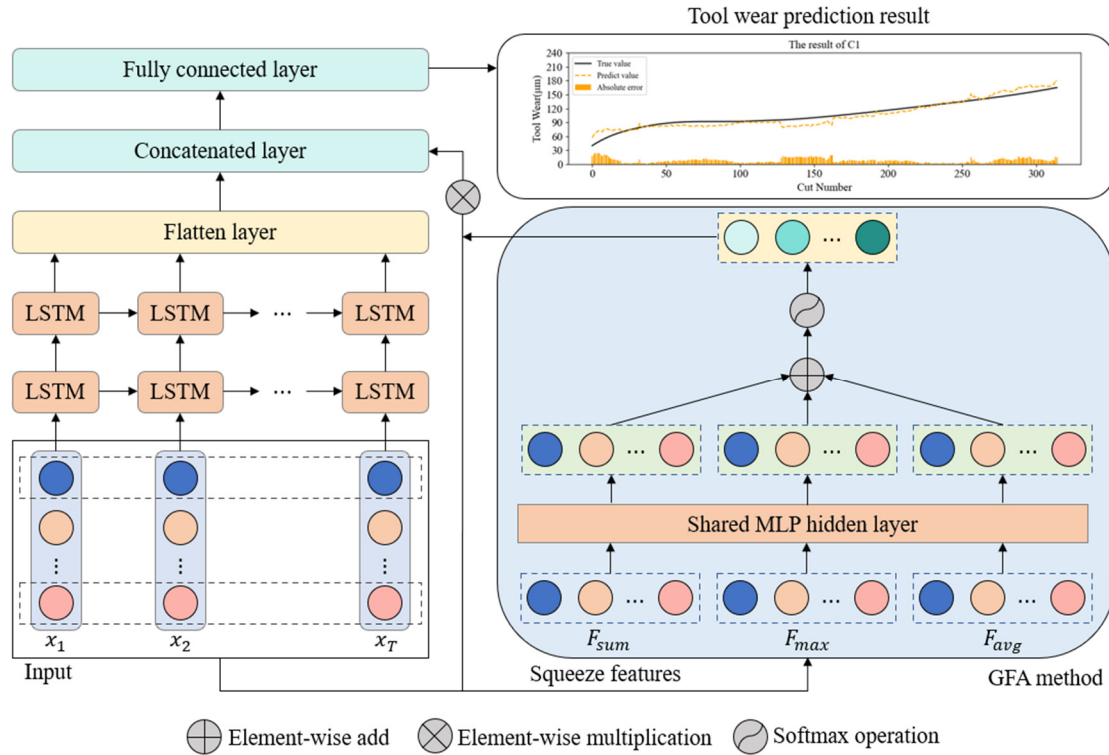 Tool wear prediction result
The result of C1
Tool Wear(μm)
240
210
180
150
120
90
60
30
0
True value
Predict value
Absolute error
0 50 100 150 200 250 300
Cut Number
Fully connected layer
Concatenated layer
Flatten layer
LSTM LSTM ... LSTM
LSTM LSTM ... LSTM
x_1 x_2 x_T
Input
...
... ... ...
Shared MLP hidden layer
... ... ...
F_sum F_max F_avg
Squeeze features
GFA method
Element-wise add Element-wise multiplication Softmax operation